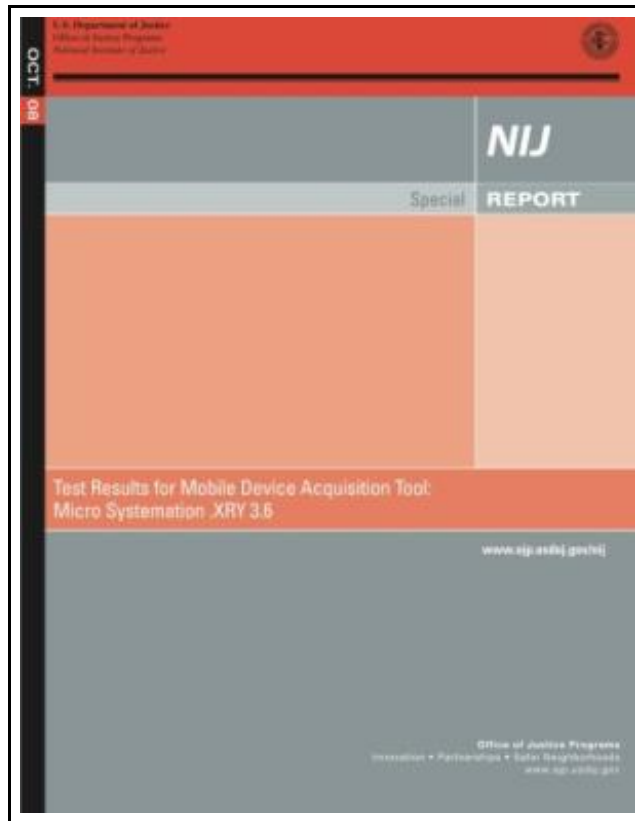 U.S. Department of Justice
Office of Justice Programs
National Institute of Justice
OCT. 08
NIJ
Special REPORT
Test Results for Mobile Device Acquisition Tool:
Micro Systemation .XRY 3.6
www.ojp.usdoj.gov/nij
Office of Justice Programs
Innovation • Partnerships • Safer Neighborhoods
www.ojp.usdoj.gov